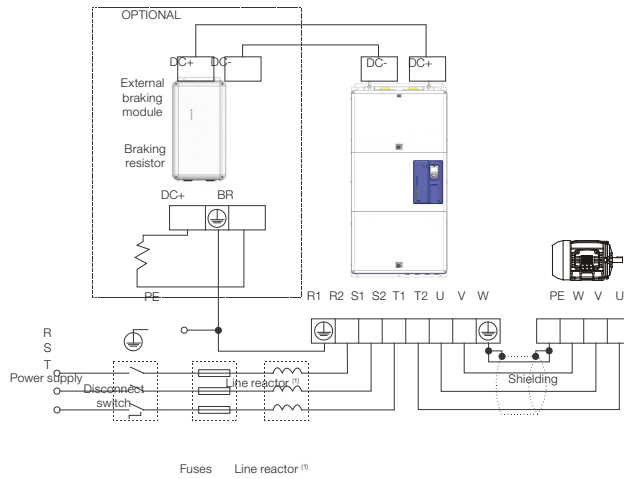 OPTIONAL
DC+ DC- DC- DC+
External
braking
module
Braking
resistor
DC+ BR
PE
R1 R2 S1 S2 T1 T2 U V W PE W V U
R
S
T
Power supply
Disconnect
switch
Line reactor (1)
Shielding
Fuses Line reactor (1)